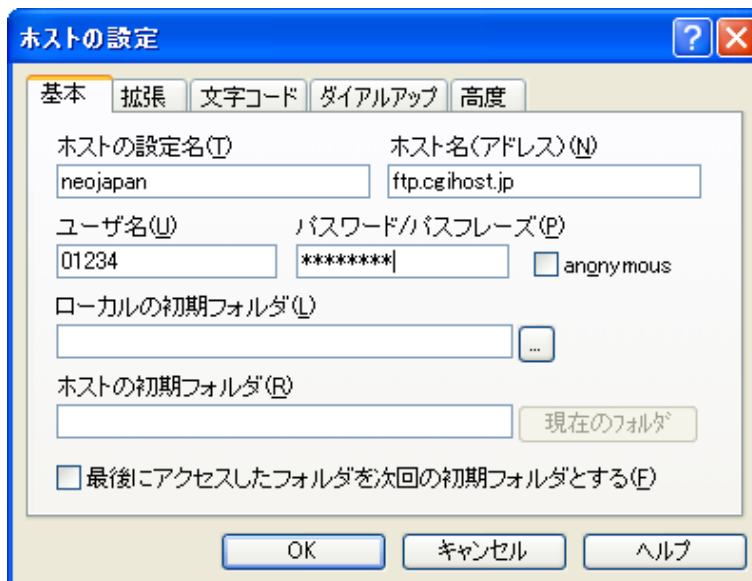 ホストの設定
基本 拡張 文字コード ダイアルアップ 高度
ホストの設定名(T) ホスト名(アドレス)(N)
neojapan ftp.cgihost.jp
ユーザ名(U) パスワード/パスフレーズ(P)
01234 ******** anonymous
ローカルの初期フォルダ(L)
...
ホストの初期フォルダ(R)
現在のフォルダ
最後にアクセスしたフォルダを次回の初期フォルダとする(F)
OK キャンセル ヘルプ